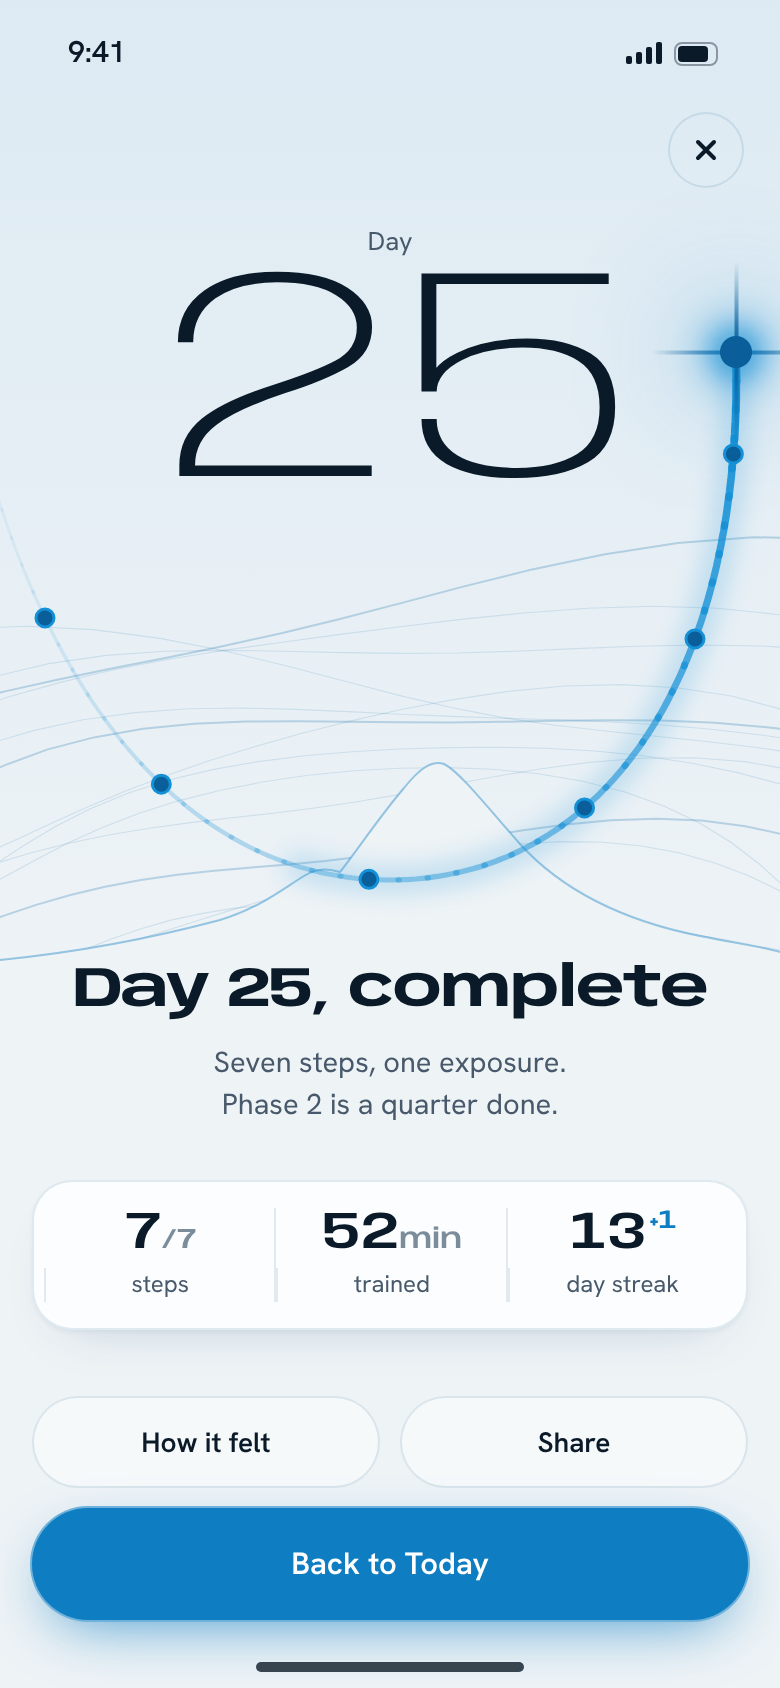 9:41
Day
25
Day 25, complete
Seven steps, one exposure.
Phase 2 is a quarter done.
7/7
steps
52min
trained
13+1
day streak
How it felt
Share
Back to Today